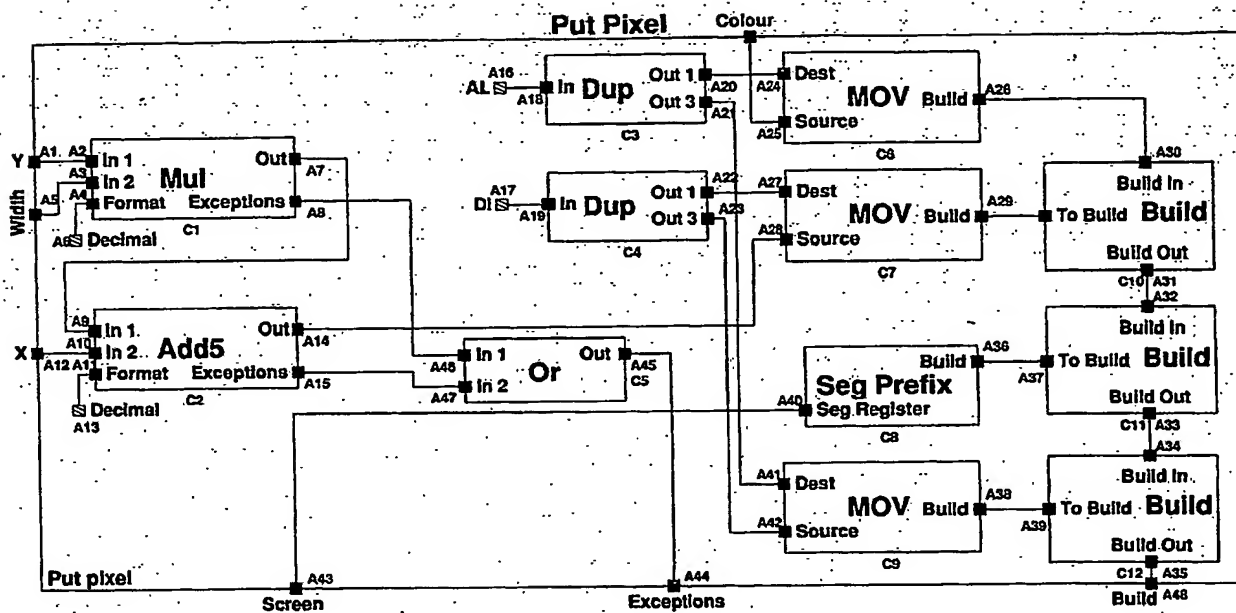 Put Pixel
Colour
A16
AL
A18
In Dup
Out 1
Out 3
C3
A20
A21
A24
Dest
MOV
Build
Source
A25
C6
A26
Y
A1
A2
In 1
A3
In 2
Mul
Out
A7
Width
A5
A4
Format
Exceptions
A8
A6
Decimal
C1
A17
DI
A19
In Dup
Out 1
Out 3
C4
A22
A23
A27
Dest
MOV
Build
A28
Source
C7
A29
A30
Build In
To Build Build
Build Out
C10
A31
A32
A9
In 1
A10
In 2
Add5
Out
A14
X
A12
A11
Format
Exceptions
A15
C2
Decimal
A13
A46
In 1
Or
Out
A45
C5
In 2
A47
Build
A36
Seg Prefix
A40
Seg Register
C8
A37
Build In
To Build Build
Build Out
C11
A33
A34
A41
Dest
MOV
Build
A38
A42
Source
C9
A39
Build In
To Build Build
Build Out
C12
A35
Put pixel
A43
Screen
A44
Exceptions
Build
A48